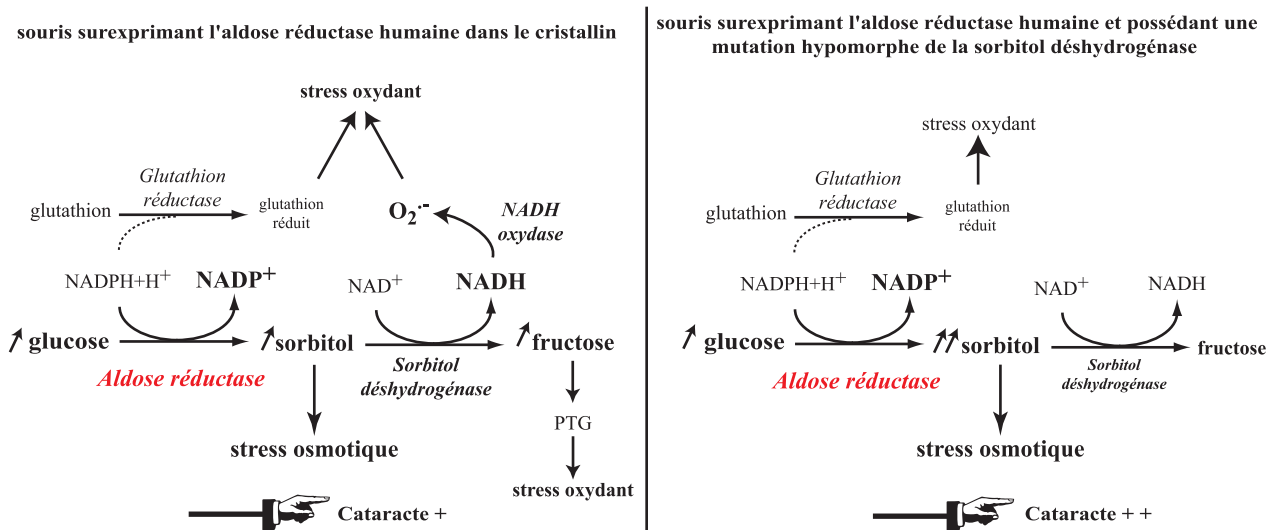 souris surexprimant l'aldose réductase humaine dans le cristallin
stress oxydant
Glutathion
réductase
glutathion
glutathion
réduit
O2·-
NADH
oxydase
NADPH+H+
NADP+
NAD+
NADH
glucose
sorbitol
fructose
Aldose réductase
Sorbitol
déshydrogénase
PTG
stress osmotique
stress oxydant
Cataracte +
souris surexprimant l'aldose réductase humaine et possédant une
mutation hypomorphe de la sorbitol déshydrogénase
stress oxydant
Glutathion
réductase
glutathion
glutathion
réduit
NADPH+H+
NADP+
NAD+
NADH
glucose
sorbitol
fructose
Aldose réductase
Sorbitol
déshydrogénase
stress osmotique
Cataracte + +